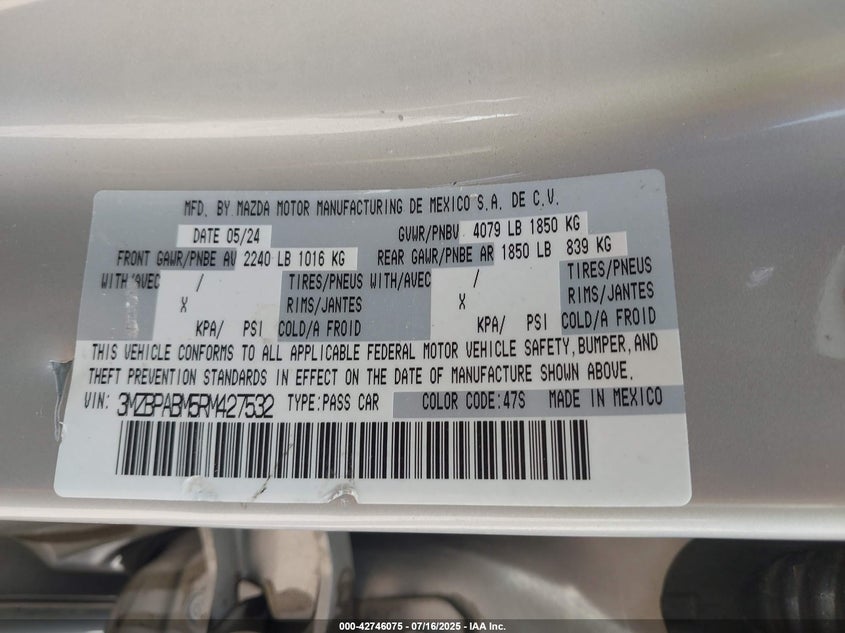 MFD. BY MAZDA MOTOR MANUFACTURING DE MEXICO S.A. DE C.V.
DATE 05/24 GVWR/PNBV 4079 LB 1850 KG
FRONT GAWR/PNBE AV 2240 LB 1016 KG REAR GAWR/PNBE AR 1850 LB 839 KG
WITH/AVEC / TIRES/PNEUS WITH/AVEC / TIRES/PNEUS
X RIMS/JANTES X RIMS/JANTES
KPA/ PSI COLD/A FROID KPA/ PSI COLD/A FROID
THIS VEHICLE CONFORMS TO ALL APPLICABLE FEDERAL MOTOR VEHICLE SAFETY, BUMPER, AND
THEFT PREVENTION STANDARDS IN EFFECT ON THE DATE OF MANUFACTURE SHOWN ABOVE.
VIN: 3MZBPABM5RM427532 TYPE:PASS CAR COLOR CODE:47S MADE IN MEXICO
000-42746075 - 07/16/2025 - IAA Inc.